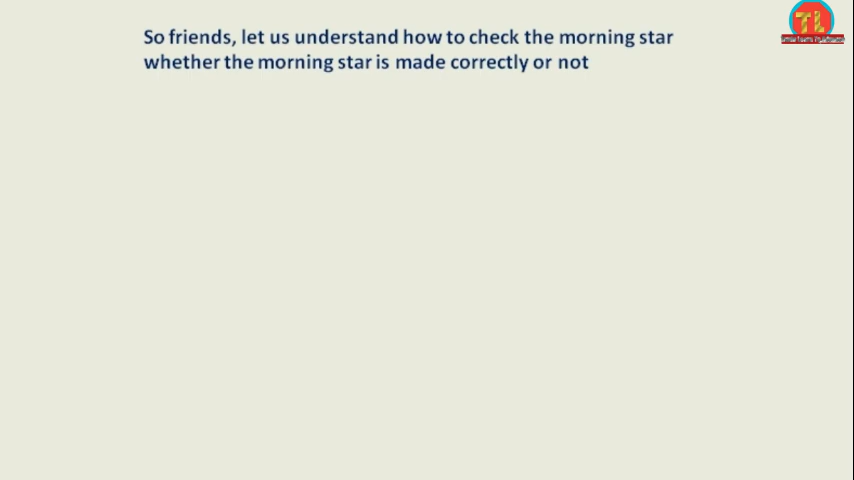 So friends, let us understand how to check the morning star
whether the morning star is made correctly or not
TL